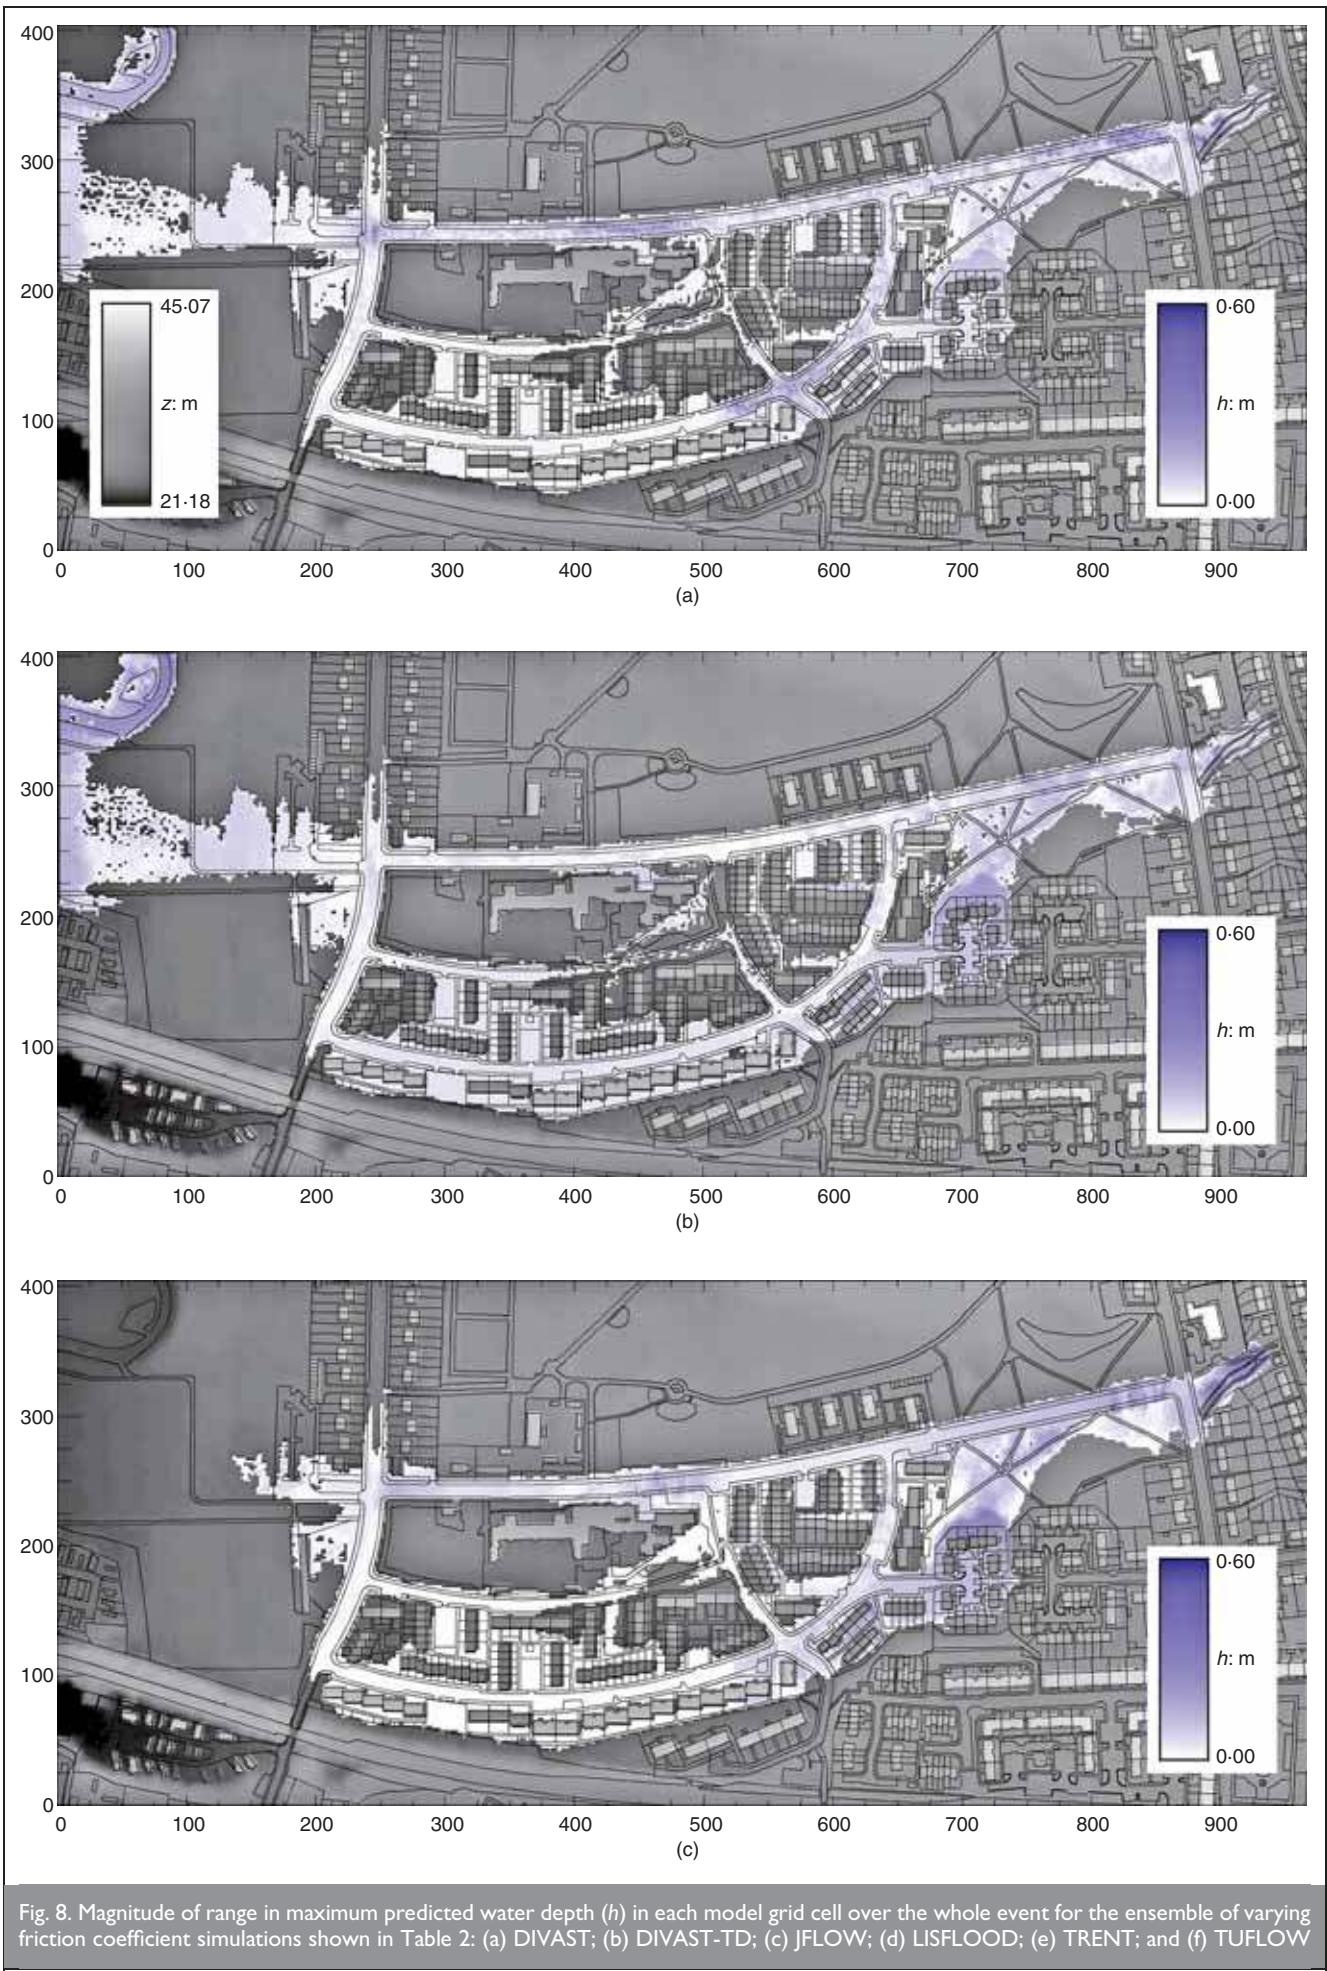 400
300
200
100
0
45·07
z: m
21·18
0·60
h: m
0·00
0 100 200 300 400 500 600 700 800 900
(a)
400
300
200
100
0
0·60
h: m
0·00
0 100 200 300 400 500 600 700 800 900
(b)
400
300
200
100
0
0·60
h: m
0·00
0 100 200 300 400 500 600 700 800 900
(c)
Fig. 8. Magnitude of range in maximum predicted water depth (h) in each model grid cell over the whole event for the ensemble of varying
friction coefficient simulations shown in Table 2: (a) DIVAST; (b) DIVAST-TD; (c) JFLOW; (d) LISFLOOD; (e) TRENT; and (f) TUFLOW